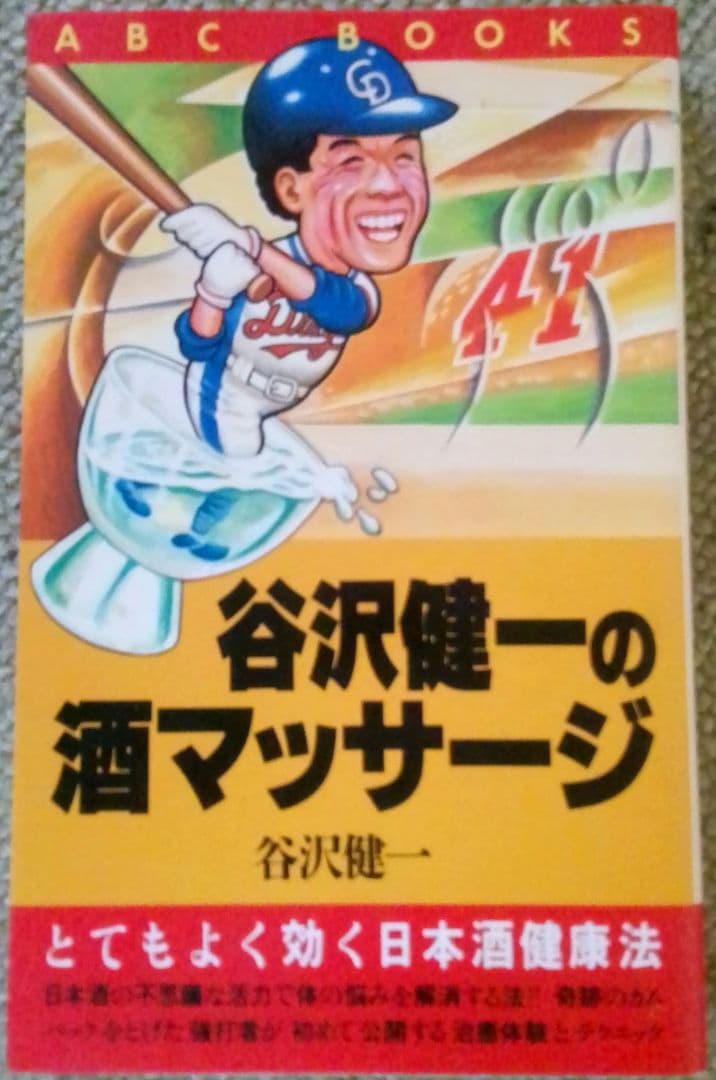 ABC BOOKS
CD
41
谷沢健一の
酒マッサージ
谷沢健一
とてもよく効く日本酒健康法
日本酒の不思議な活力で体の悩みを解消する法!! 奇跡のカム
バックをとげた強打者が初めて公開する治癒体験とテクニック